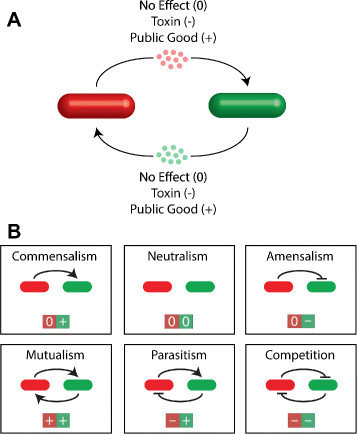 A
No Effect (0)
Toxin (-)
Public Good (+)
No Effect (0)
Toxin (-)
Public Good (+)
B
Commensalism
0 +
Neutralism
0 0
Amensalism
0 −
Mutualism
+ +
Parasitism
− +
Competition
− −